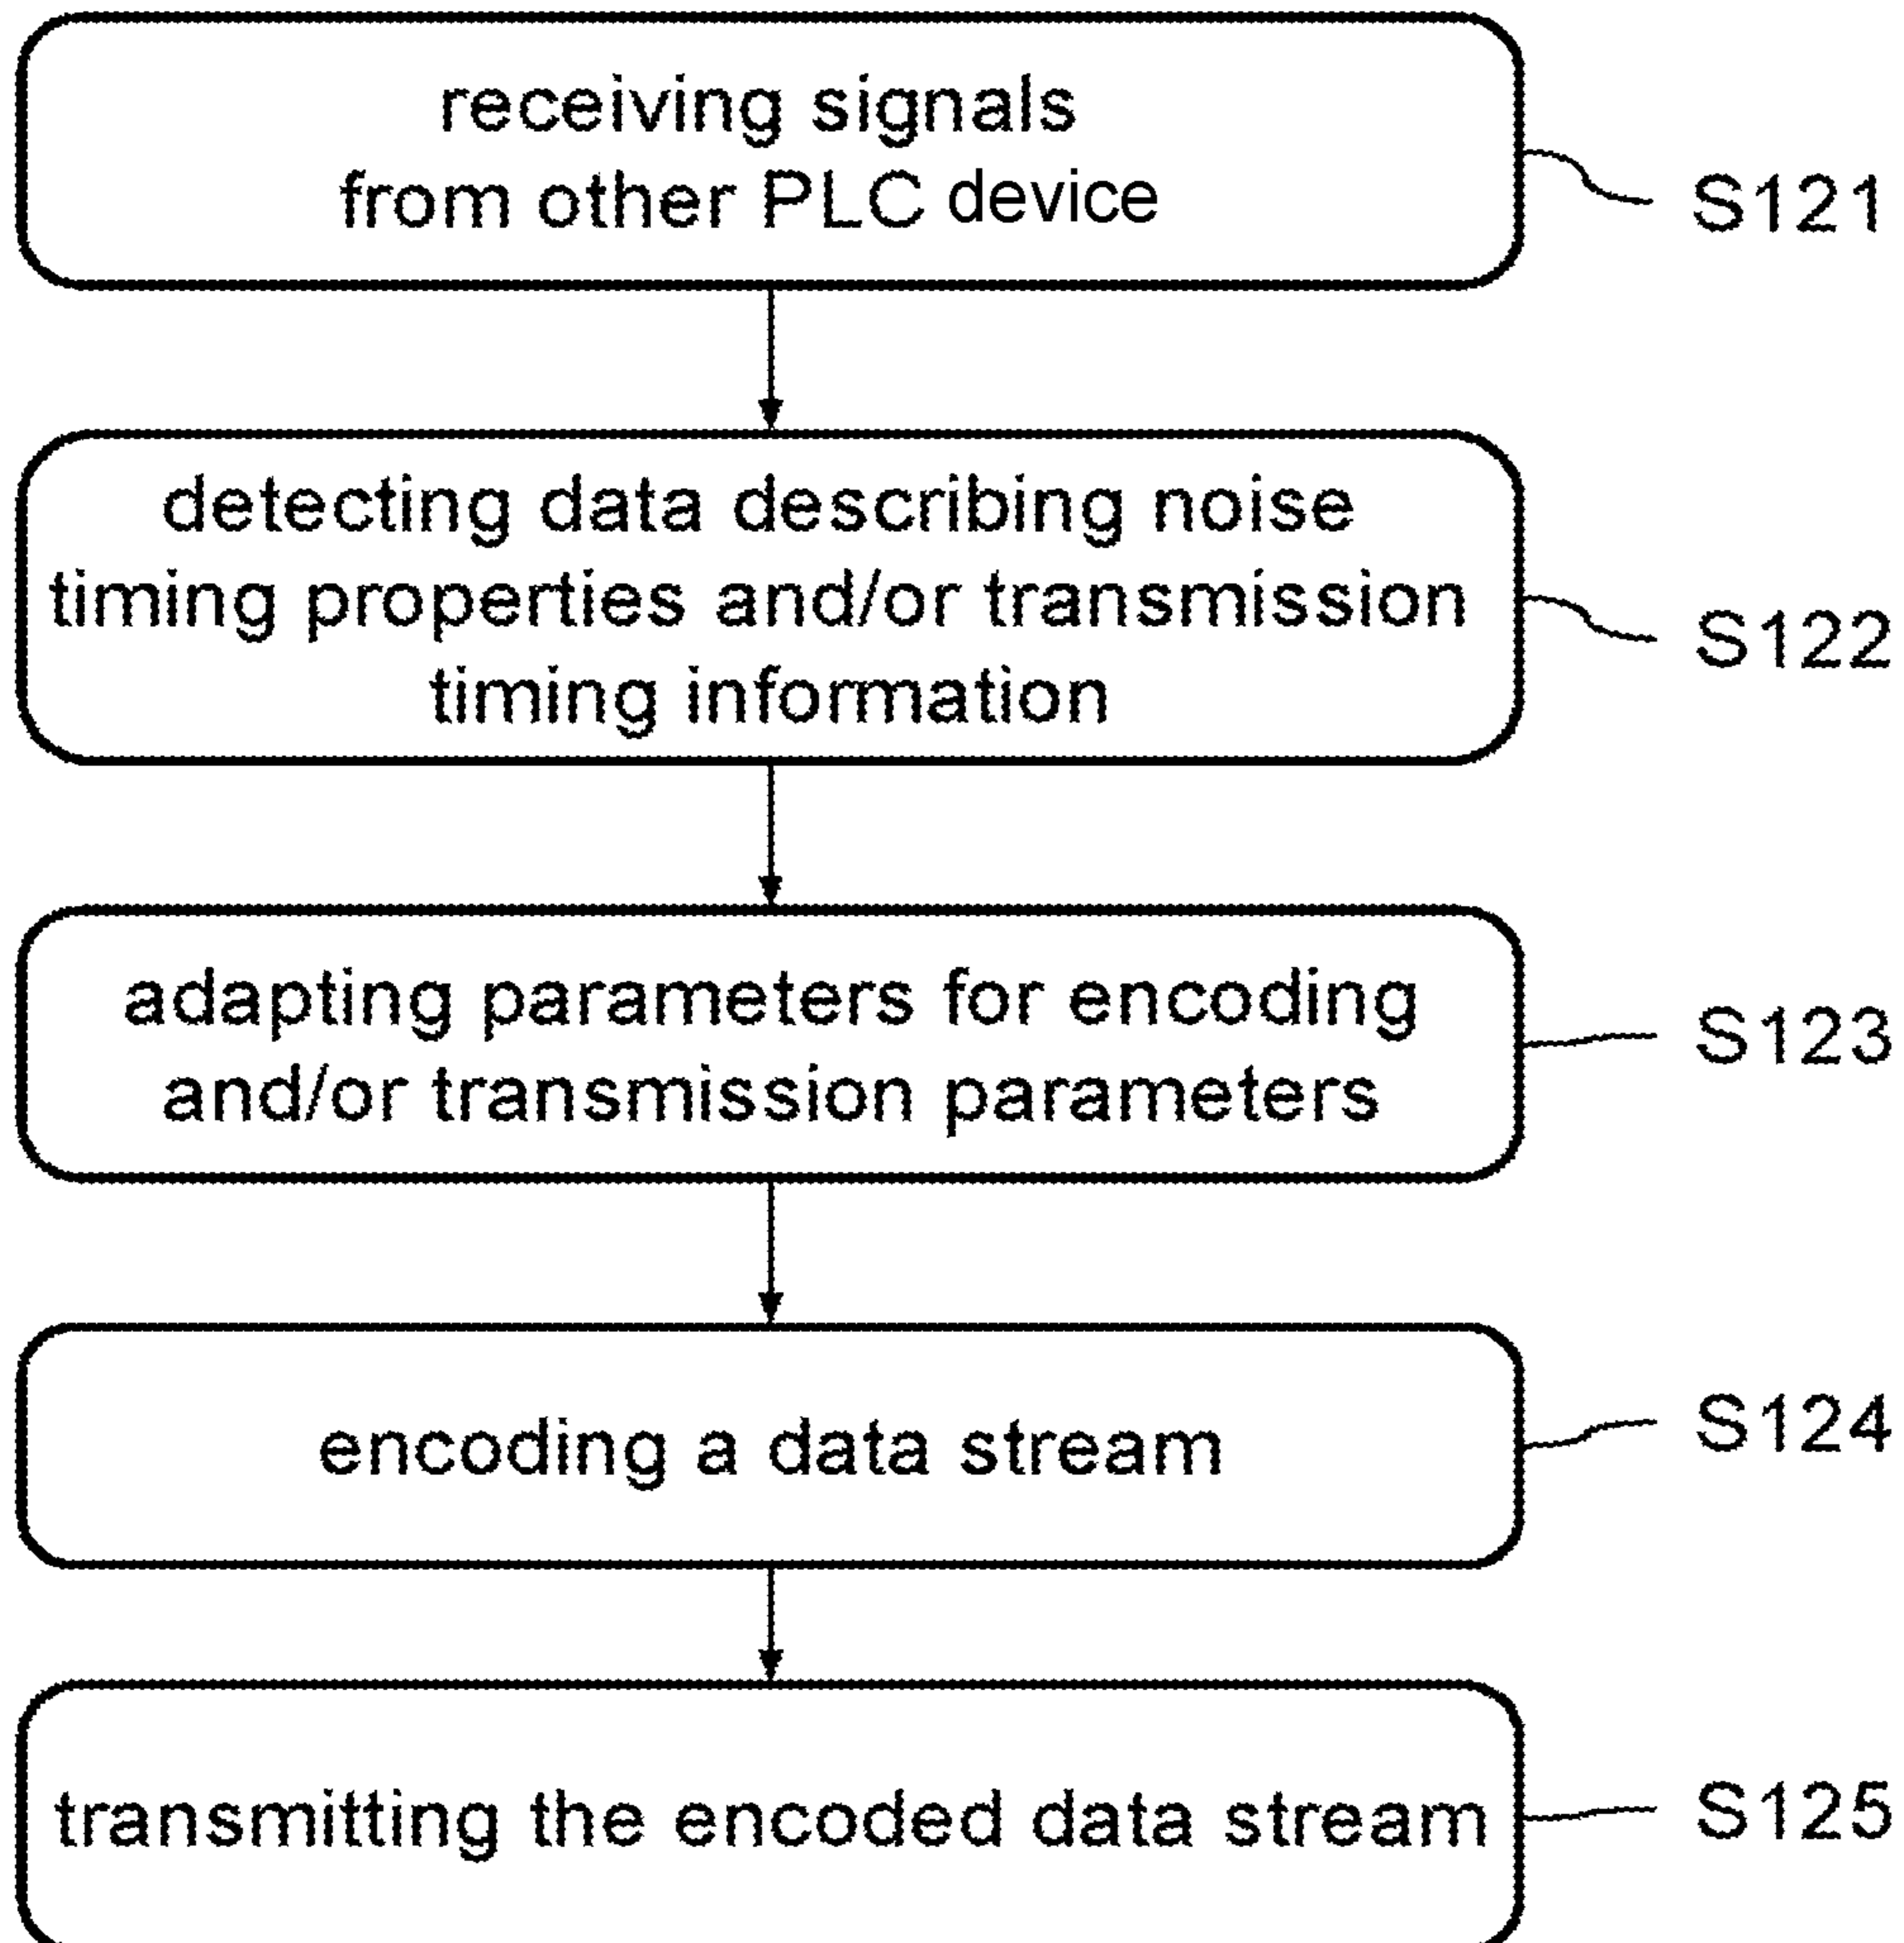 receiving signals
from other PLC device
S121
detecting data describing noise
timing properties and/or transmission
timing information
S122
adapting parameters for encoding
and/or transmission parameters
S123
encoding a data stream
S124
transmitting the encoded data stream
S125